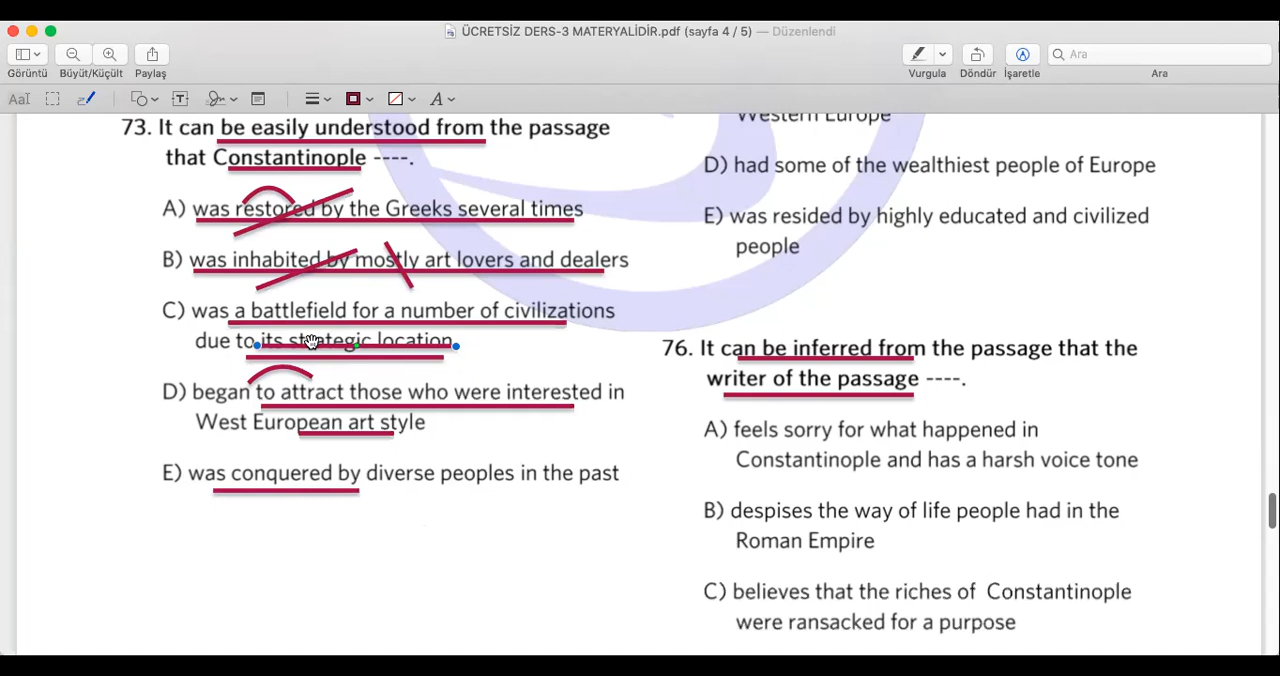 ÜCRETSİZ DERS-3 MATERYALİDİR.pdf (sayfa 4 / 5) — Düzenlendi
Ara
Görüntü Büyüt/Küçült Paylaş Vurgula Döndür İşaretle Ara
AaI T A
73. It can be easily understood from the passage
that Constantinople ----.
A) was restored by the Greeks several times
B) was inhabited by mostly art lovers and dealers
C) was a battlefield for a number of civilizations
due to its strategic location
D) began to attract those who were interested in
West European art style
E) was conquered by diverse peoples in the past
Western Europe
D) had some of the wealthiest people of Europe
E) was resided by highly educated and civilized
people
76. It can be inferred from the passage that the
writer of the passage ----.
A) feels sorry for what happened in
Constantinople and has a harsh voice tone
B) despises the way of life people had in the
Roman Empire
C) believes that the riches of Constantinople
were ransacked for a purpose